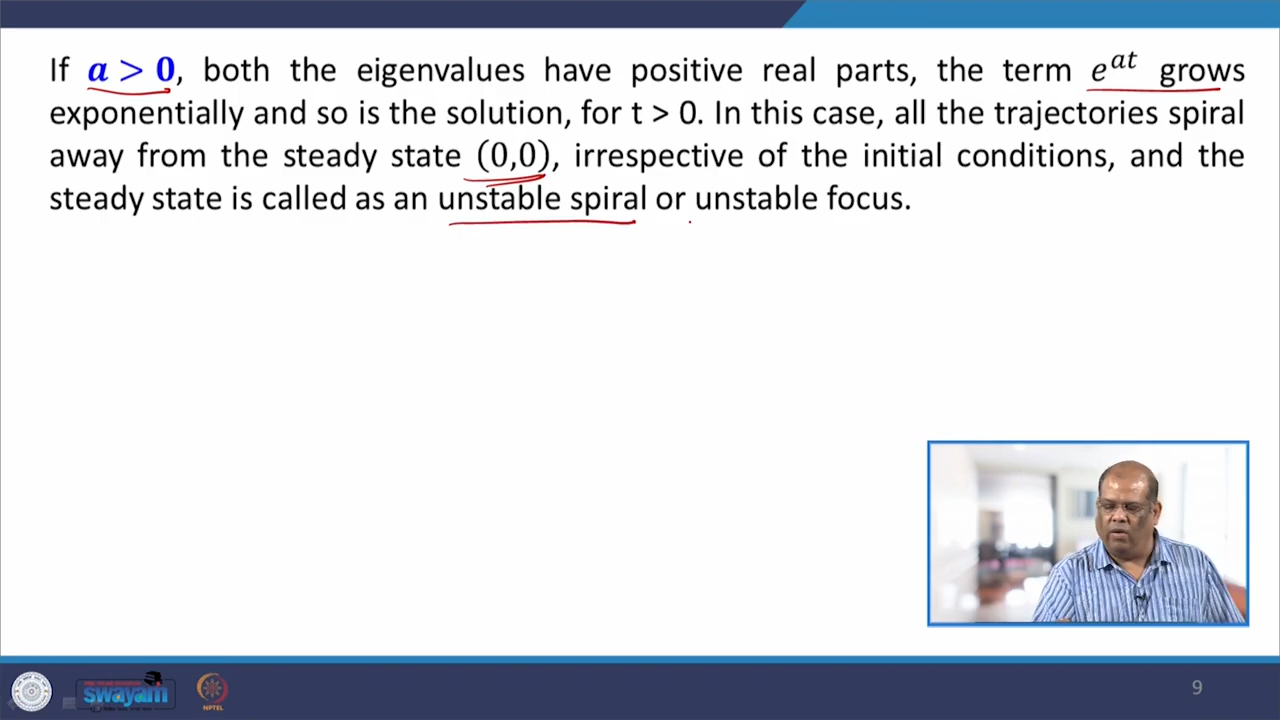 If a > 0, both the eigenvalues have positive real parts, the term e^{at} grows
exponentially and so is the solution, for t > 0. In this case, all the trajectories spiral
away from the steady state (0,0), irrespective of the initial conditions, and the
steady state is called as an unstable spiral or unstable focus.
swayam
NPTEL
9